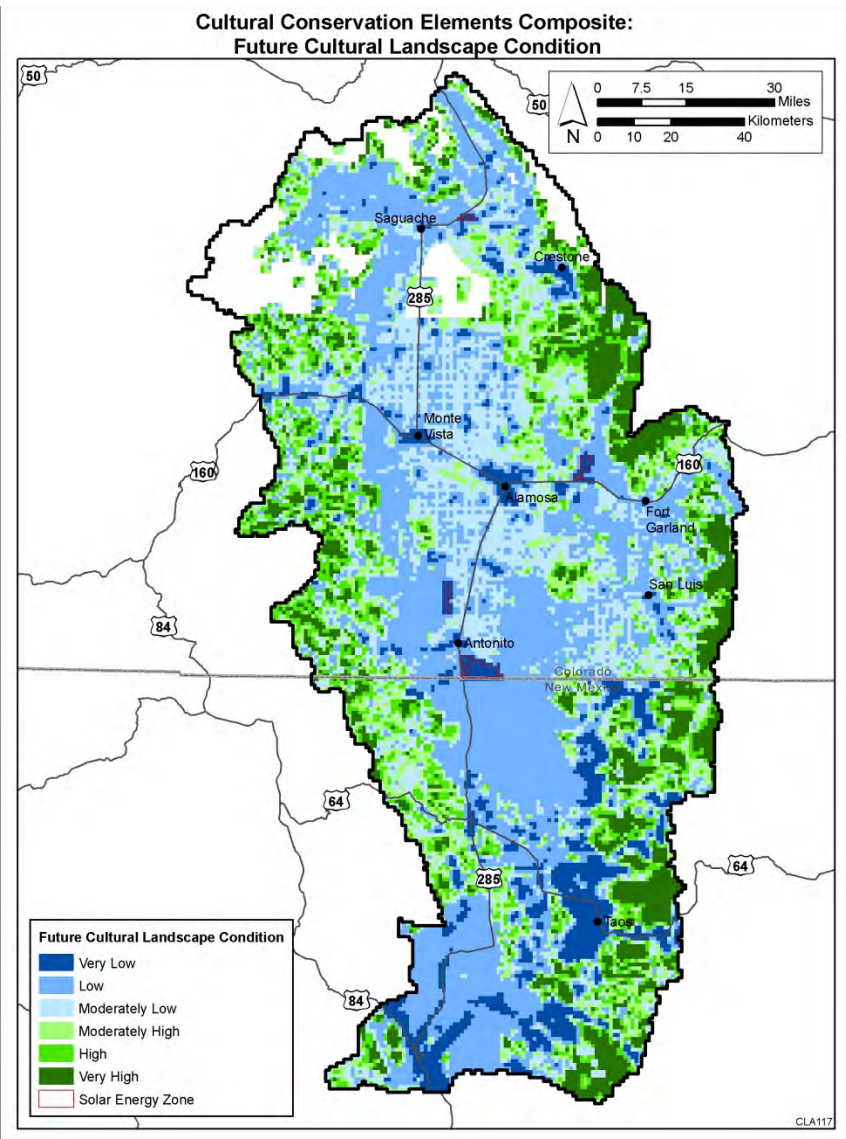 Cultural Conservation Elements Composite:
Future Cultural Landscape Condition
50
50
0 7.5 15 30
Miles
Kilometers
N 0 10 20 40
Saguache
Crestone
285
Monte
Vista
160
160
Alamosa
Fort
Garland
San Luis
84
Antonito
Colorado
New Mexico
64
64
285
Taos
84
Future Cultural Landscape Condition
Very Low
Low
Moderately Low
Moderately High
High
Very High
Solar Energy Zone
CLA117